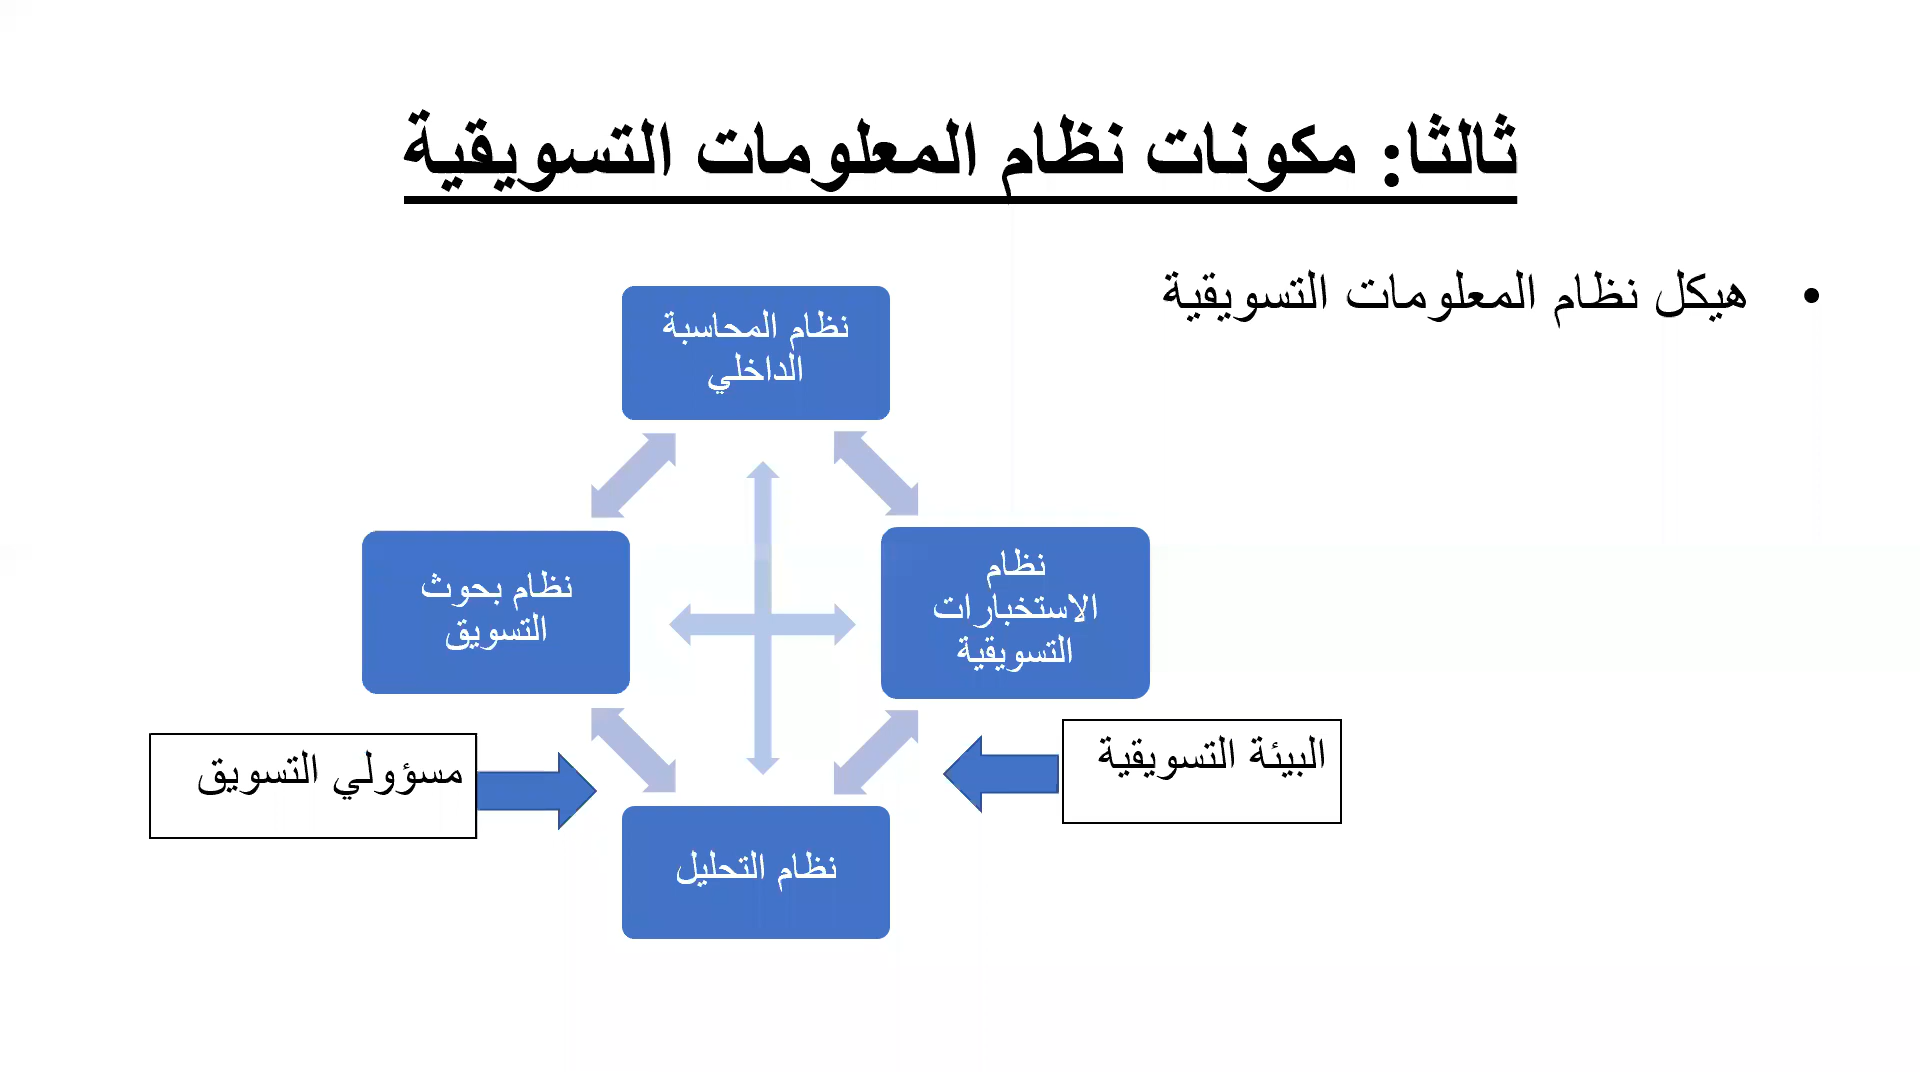 ثالثا: مكونات نظام المعلومات التسويقية
• هيكل نظام المعلومات التسويقية
نظام المحاسبة
الداخلي
نظام
الاستخبارات
التسويقية
نظام بحوث
التسويق
البيئة التسويقية
مسؤولي التسويق
نظام التحليل